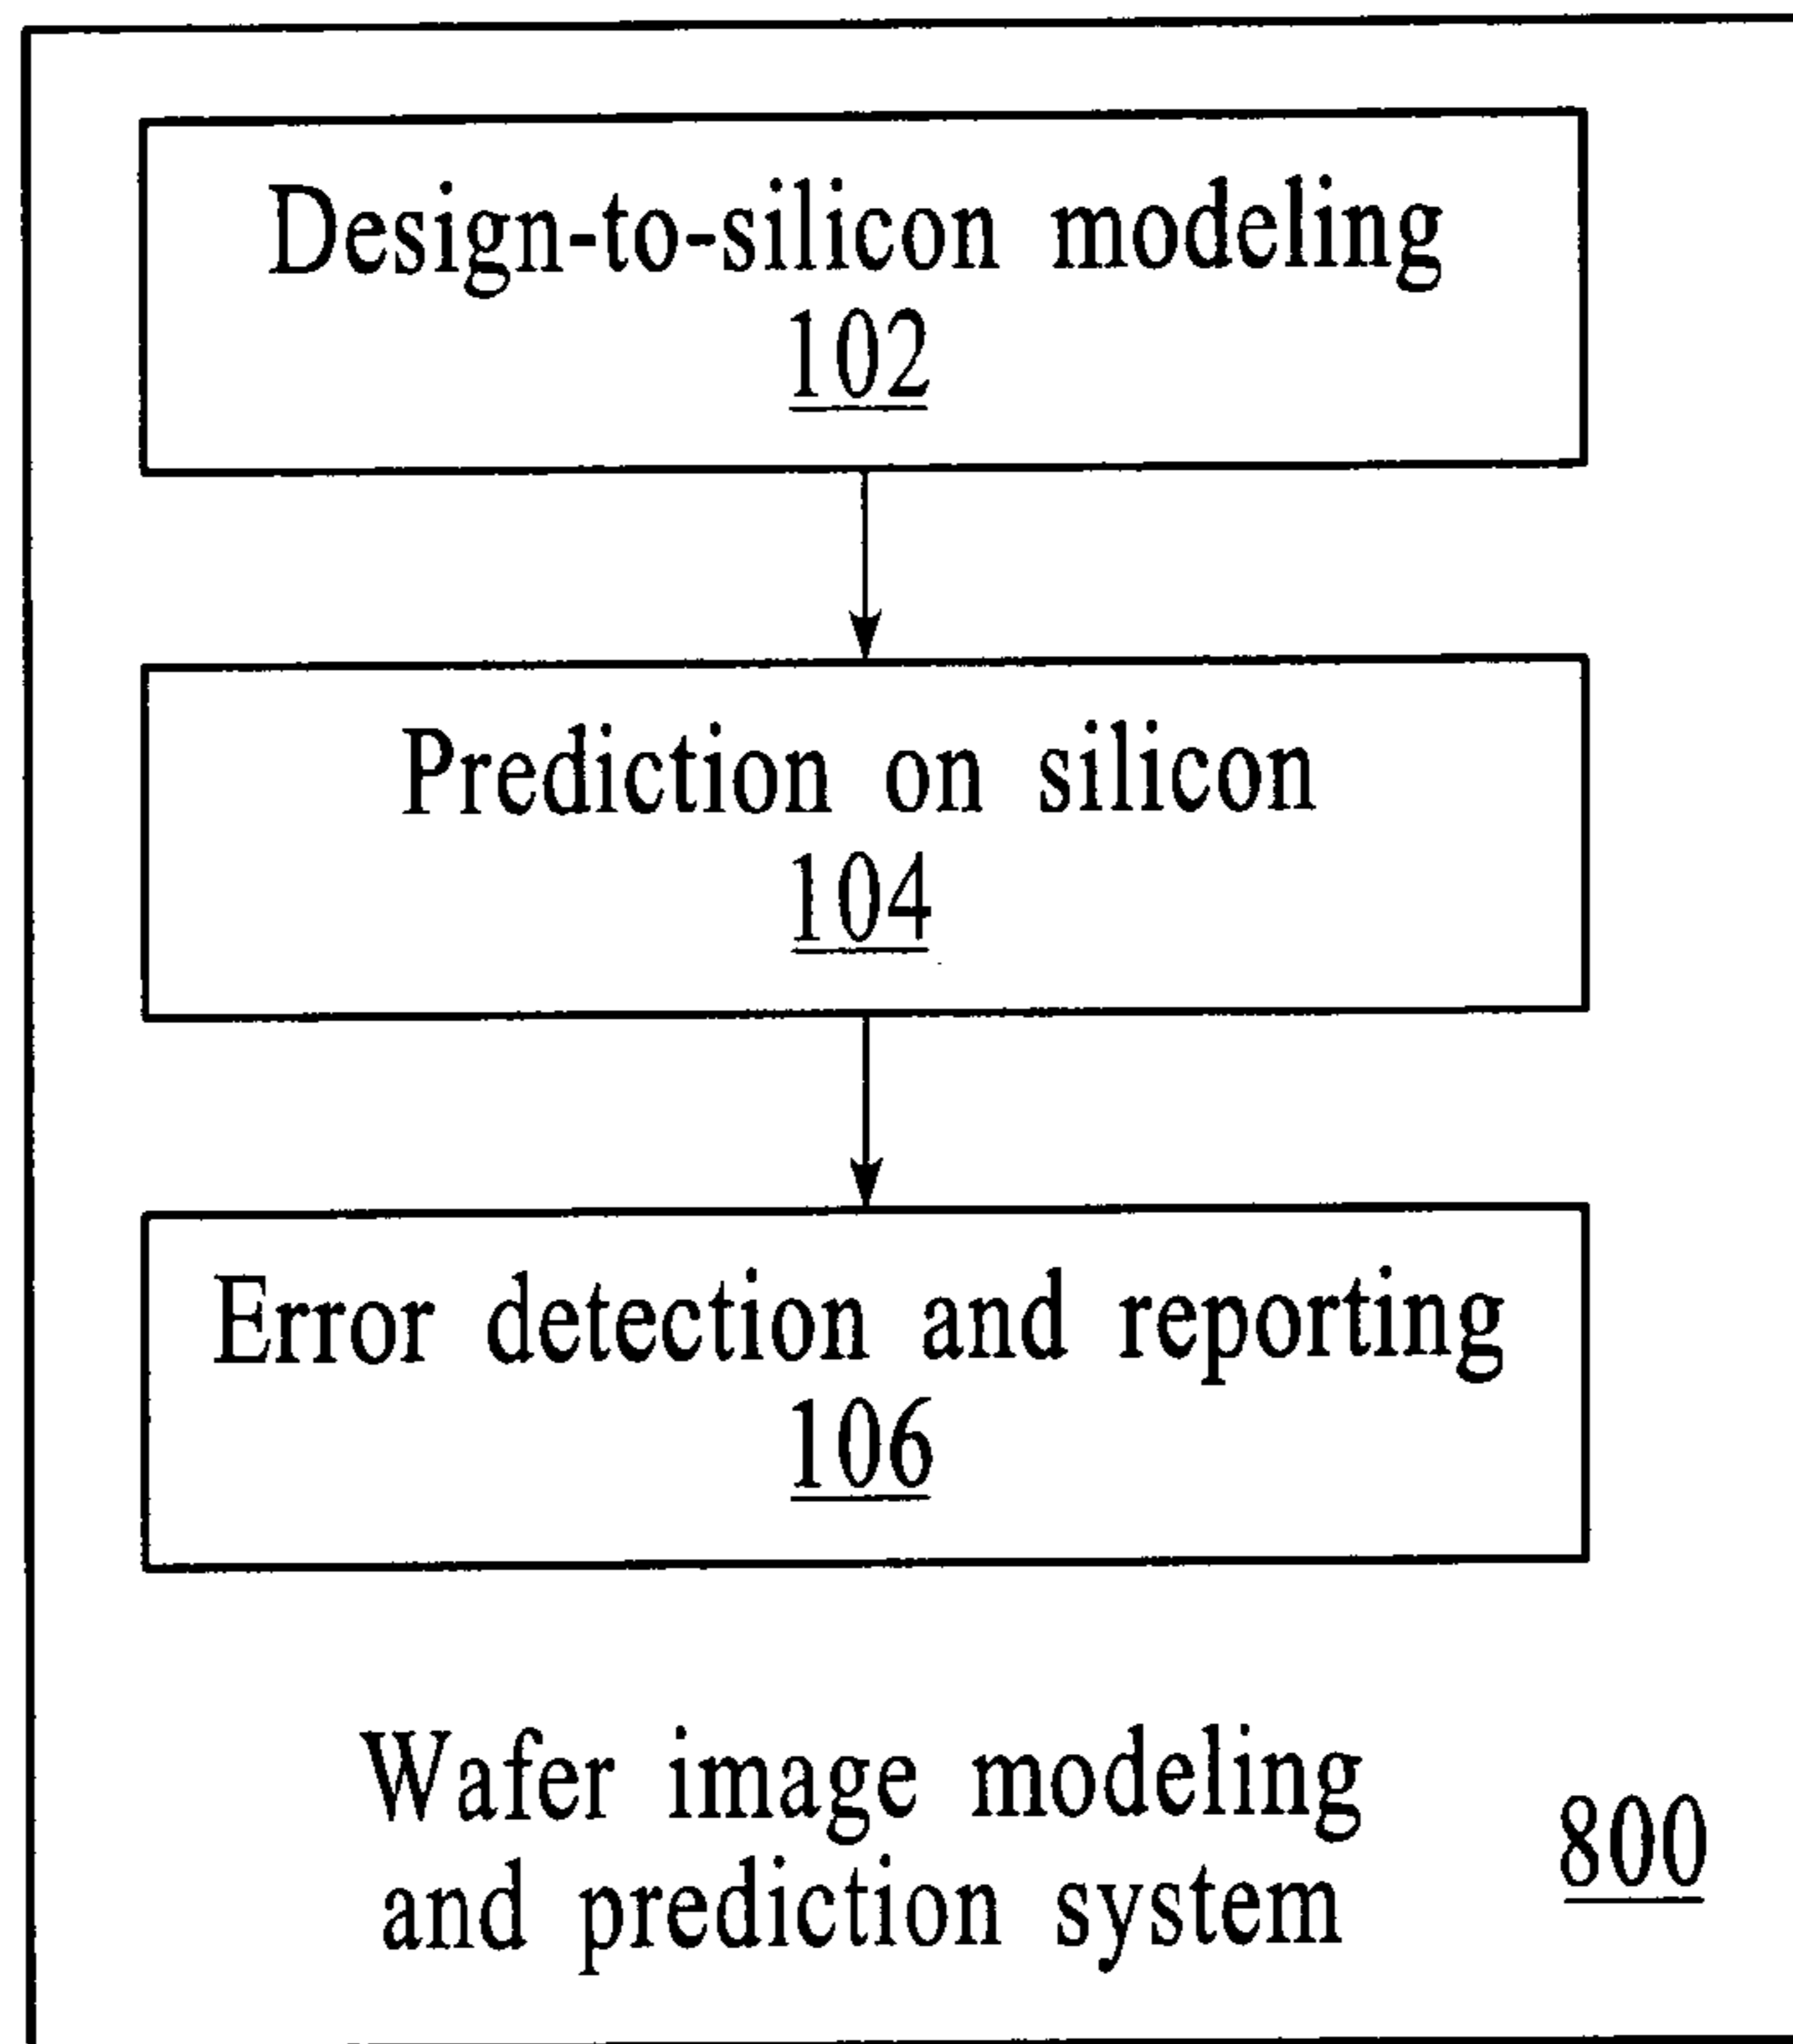 Design-to-silicon modeling
102
Prediction on silicon
104
Error detection and reporting
106
Wafer image modeling
and prediction system
800